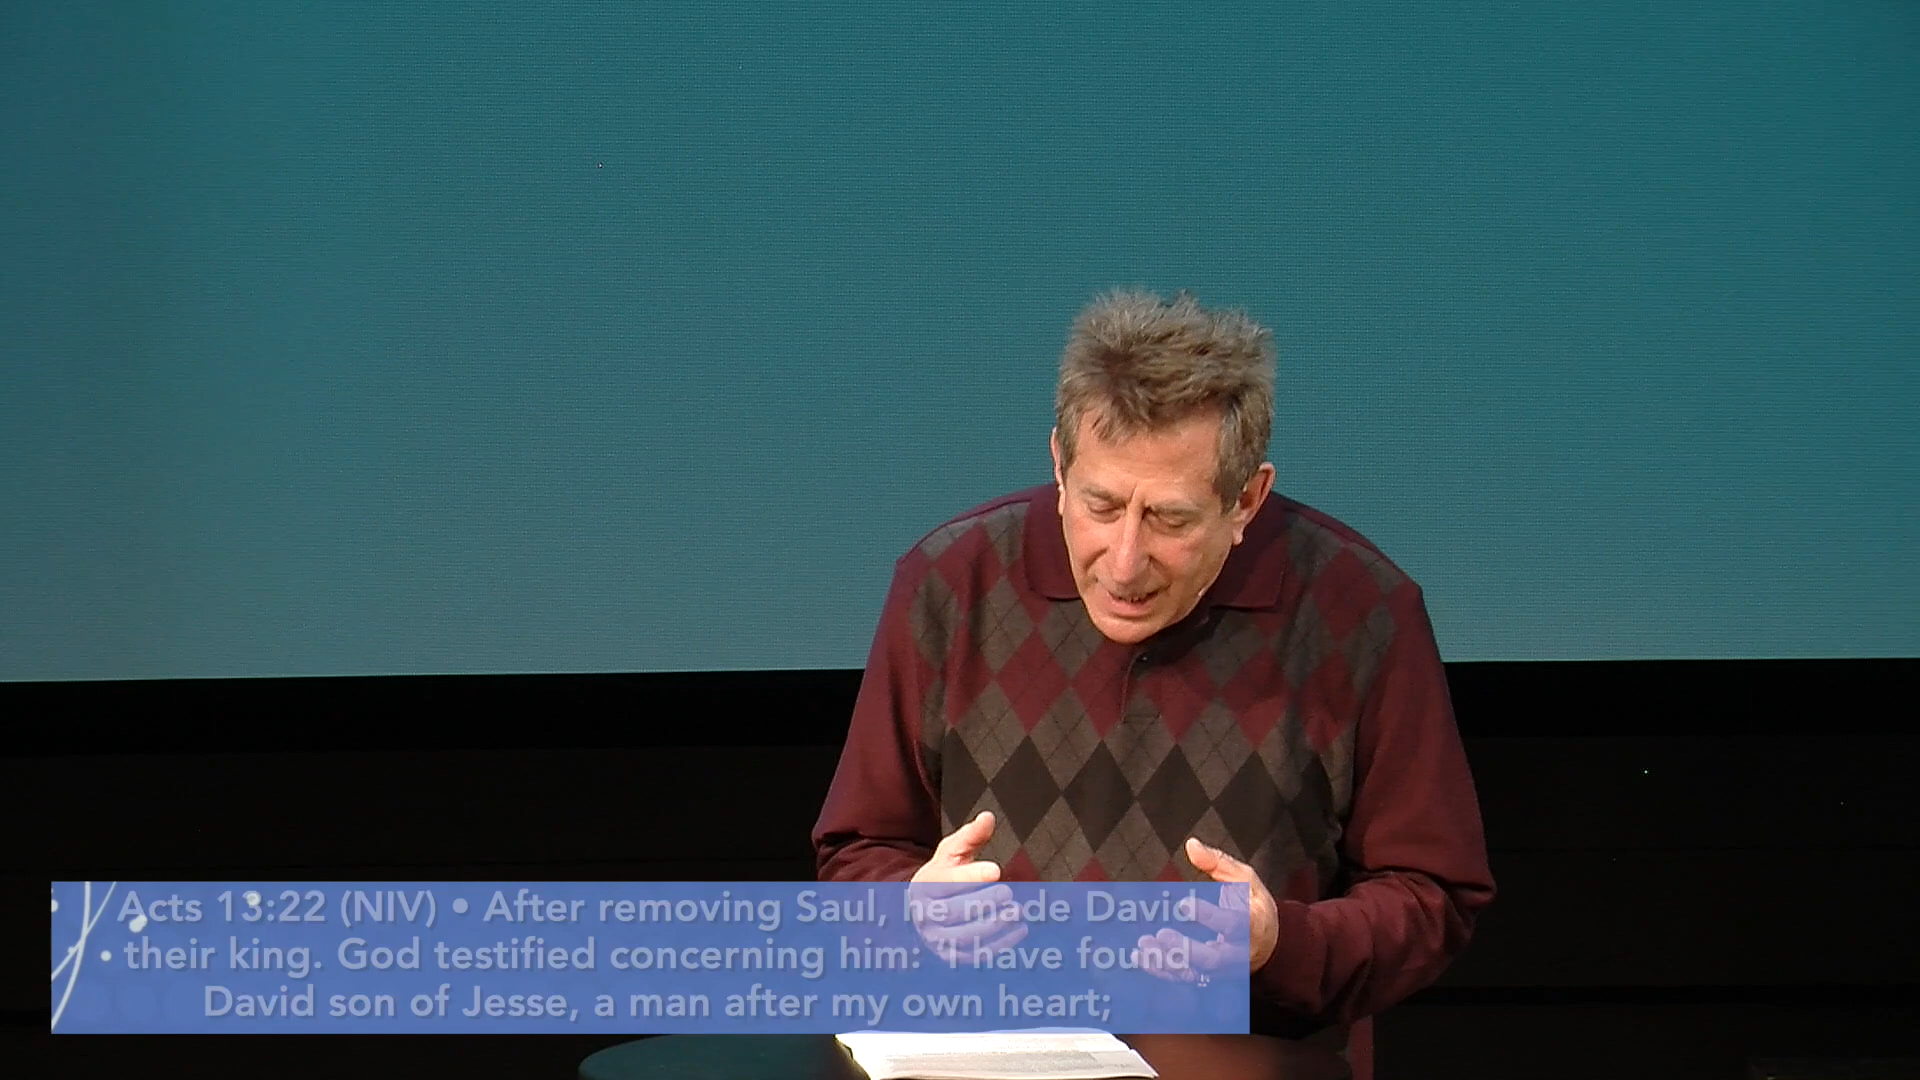 Acts 13:22 (NIV) • After removing Saul, he made David
their king. God testified concerning him: ‘I have found
David son of Jesse, a man after my own heart;